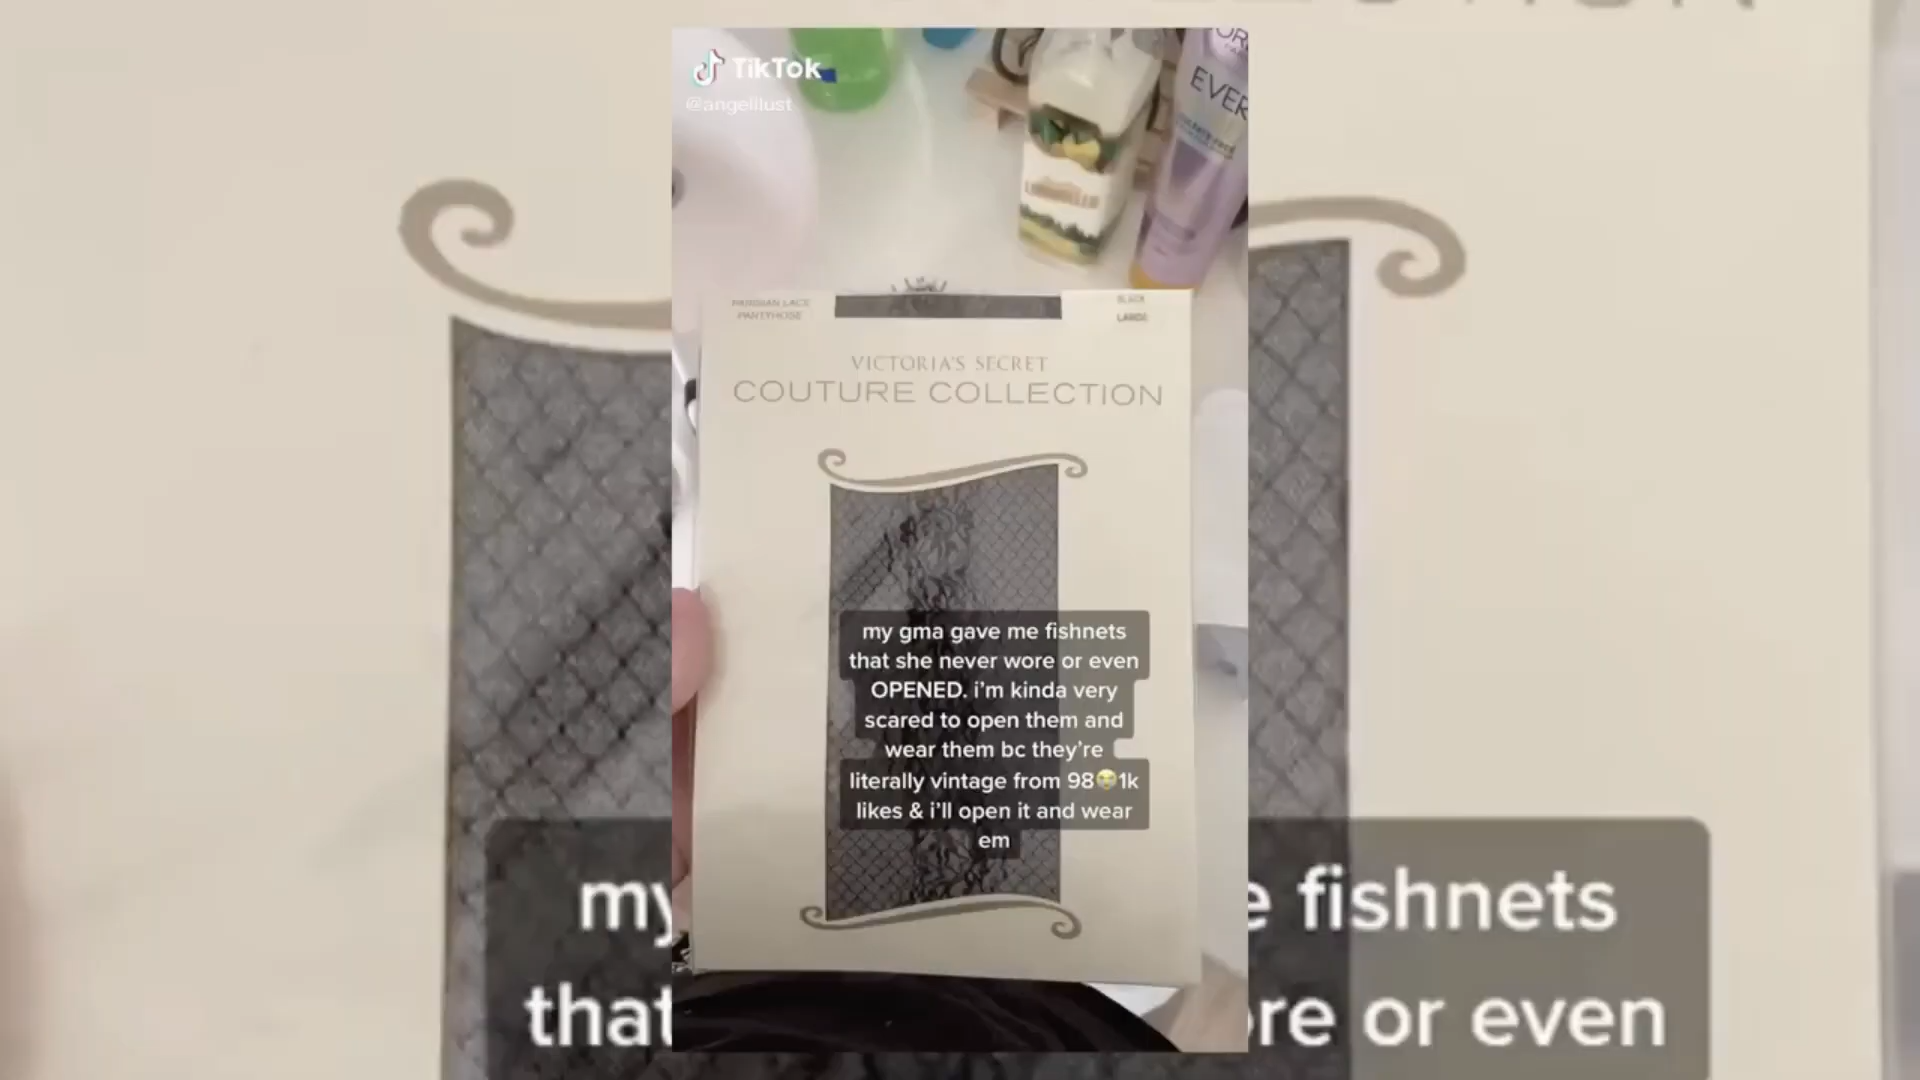 TikTok
@angelllust
EVER
PARISIAN LACE
PANTYHOSE
BLACK
LARGE
VICTORIA'S SECRET
COUTURE COLLECTION
my gma gave me fishnets
that she never wore or even
OPENED. i'm kinda very
scared to open them and
wear them bc they're
literally vintage from 98😭1k
likes & i'll open it and wear
em
my
e fishnets
that
ore or even